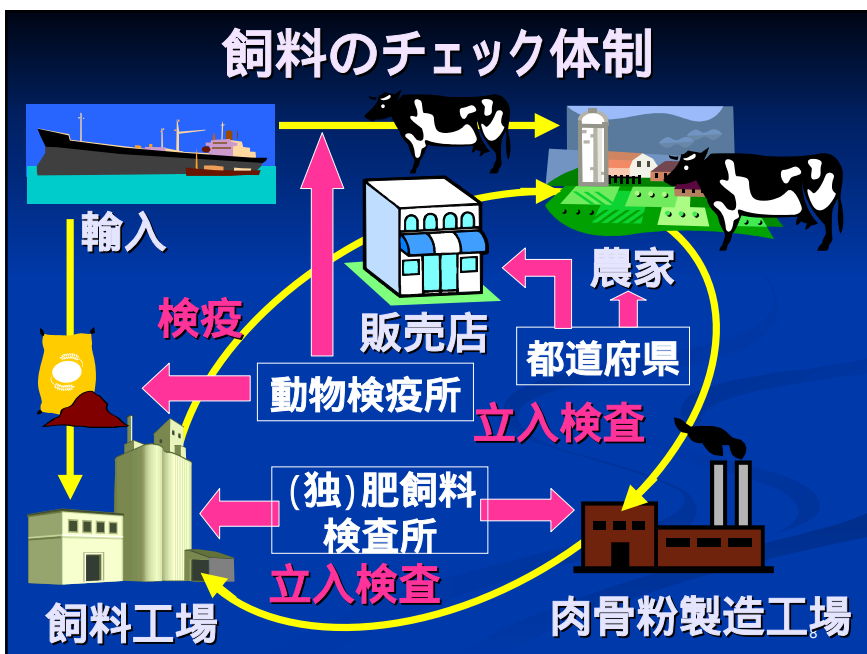 飼料のチェック体制
輸入
農家
検疫
販売店
都道府県
動物検疫所
立入検査
(独)肥飼料
検査所
立入検査
飼料工場
肉骨粉製造工場
8